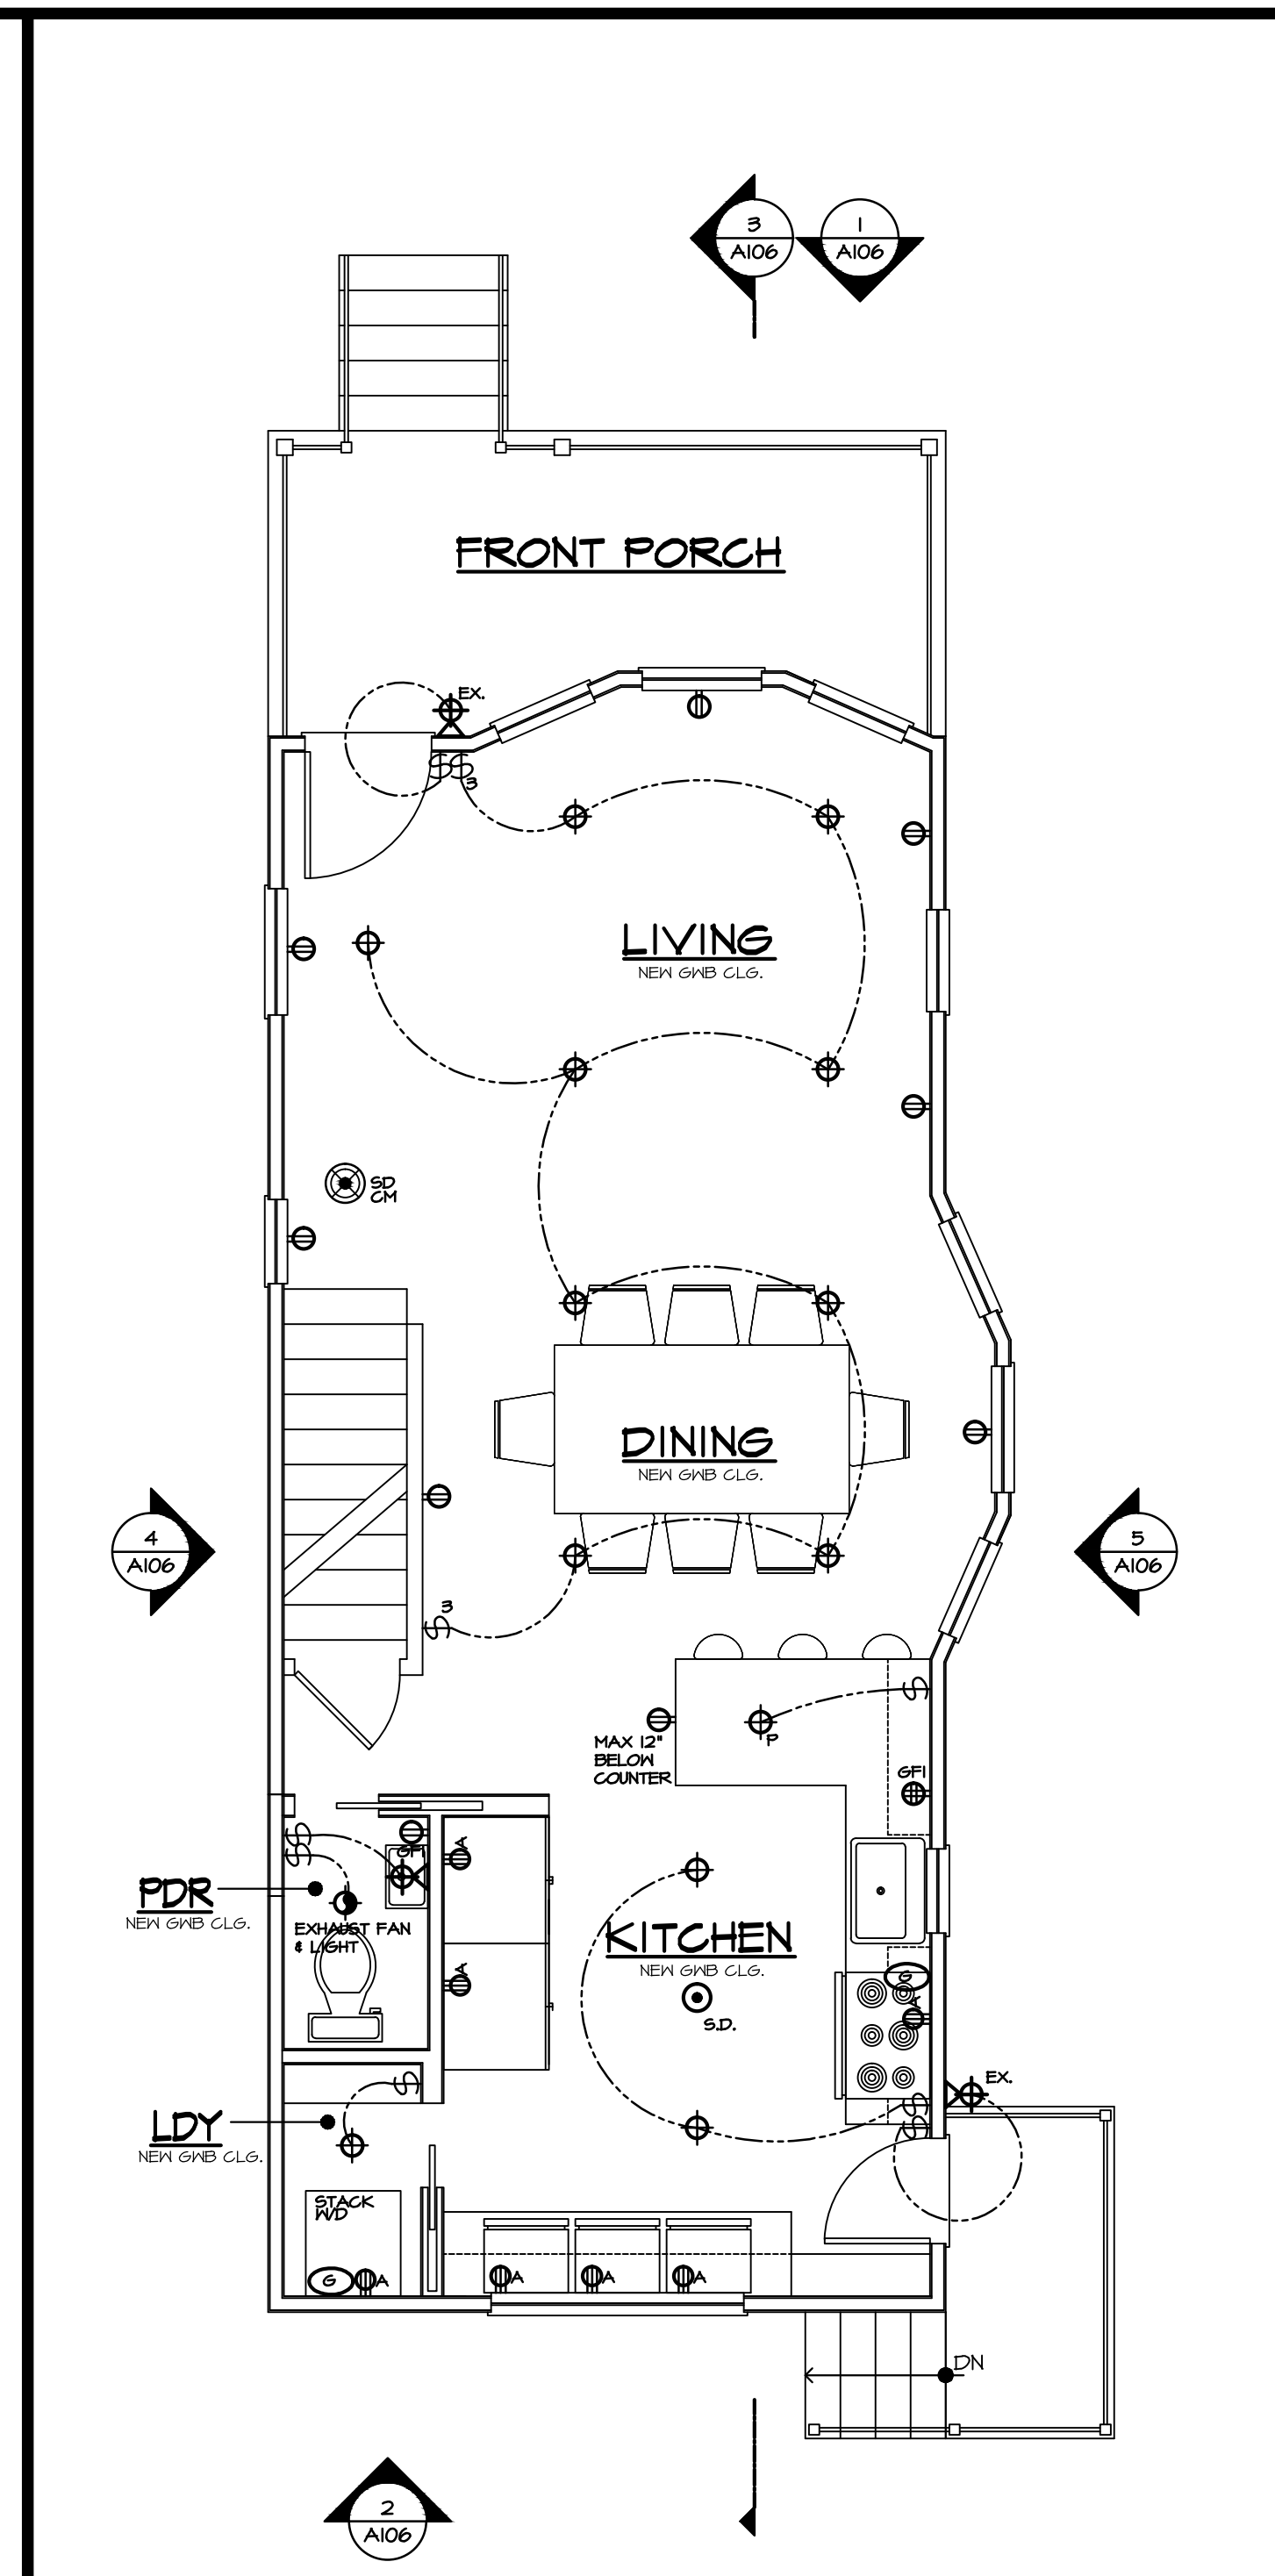 3
A106
1
A106
FRONT PORCH
EX.
3
LIVING
NEW GWB CLG.
SD
CM
DINING
NEW GWB CLG.
4
A106
5
A106
3
MAX 12"
BELOW
COUNTER
P
GFI
GFI
A
PDR
NEW GWB CLG.
EXHAUST FAN
& LIGHT
KITCHEN
NEW GWB CLG.
A
G
A
S.D.
EX.
LDY
NEW GWB CLG.
STACK
W/D
G
A
A
A
A
DN
2
A106